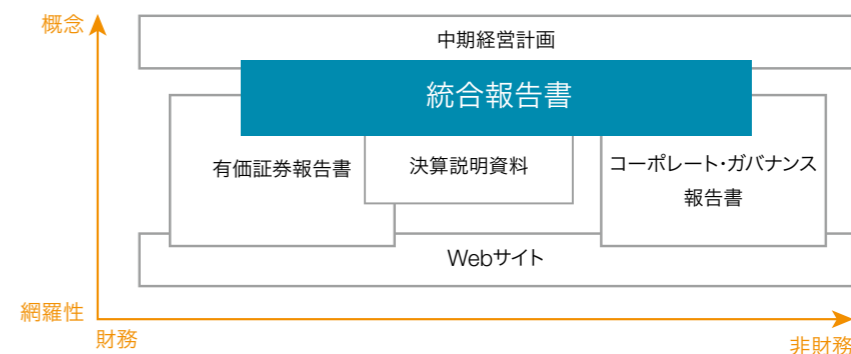 概念
中期経営計画
統合報告書
有価証券報告書
決算説明資料
コーポレート・ガバナンス
報告書
Webサイト
網羅性
財務
非財務